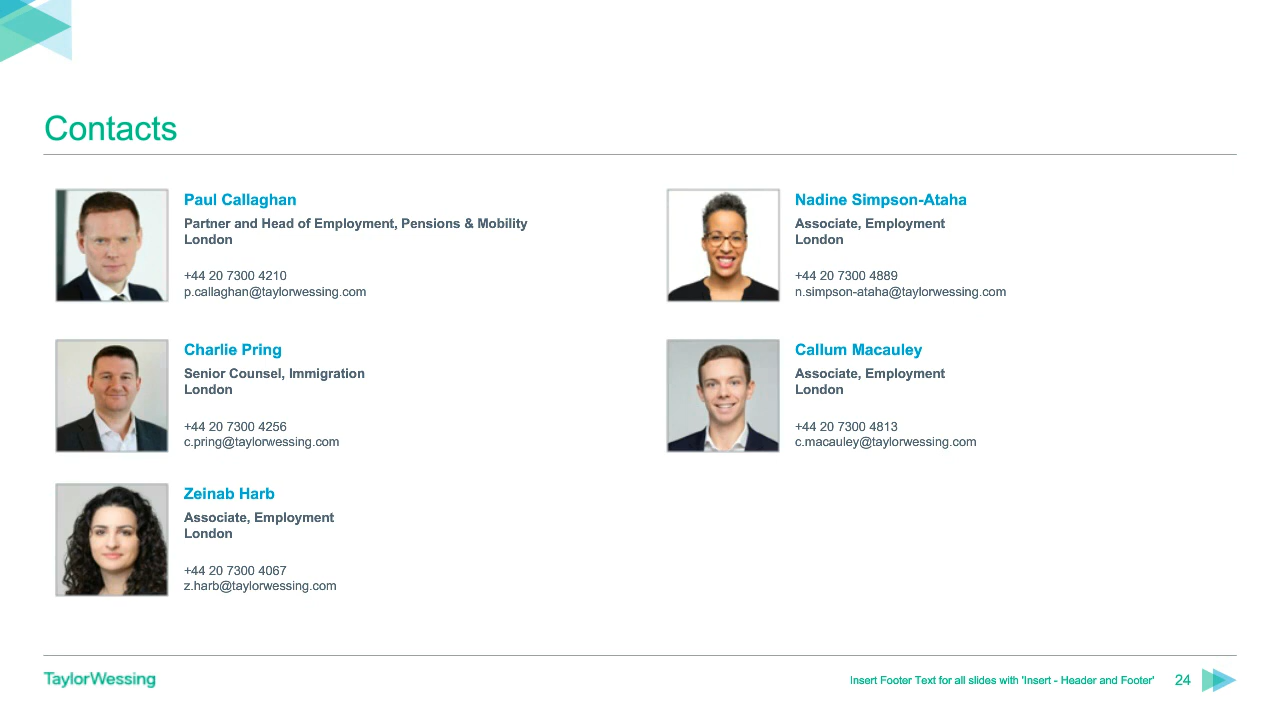 Contacts
Paul Callaghan
Partner and Head of Employment, Pensions & Mobility
London
+44 20 7300 4210
p.callaghan@taylorwessing.com
Nadine Simpson-Ataha
Associate, Employment
London
+44 20 7300 4889
n.simpson-ataha@taylorwessing.com
Charlie Pring
Senior Counsel, Immigration
London
+44 20 7300 4256
c.pring@taylorwessing.com
Callum Macauley
Associate, Employment
London
+44 20 7300 4813
c.macauley@taylorwessing.com
Zeinab Harb
Associate, Employment
London
+44 20 7300 4067
z.harb@taylorwessing.com
TaylorWessing
Insert Footer Text for all slides with 'Insert - Header and Footer'
24